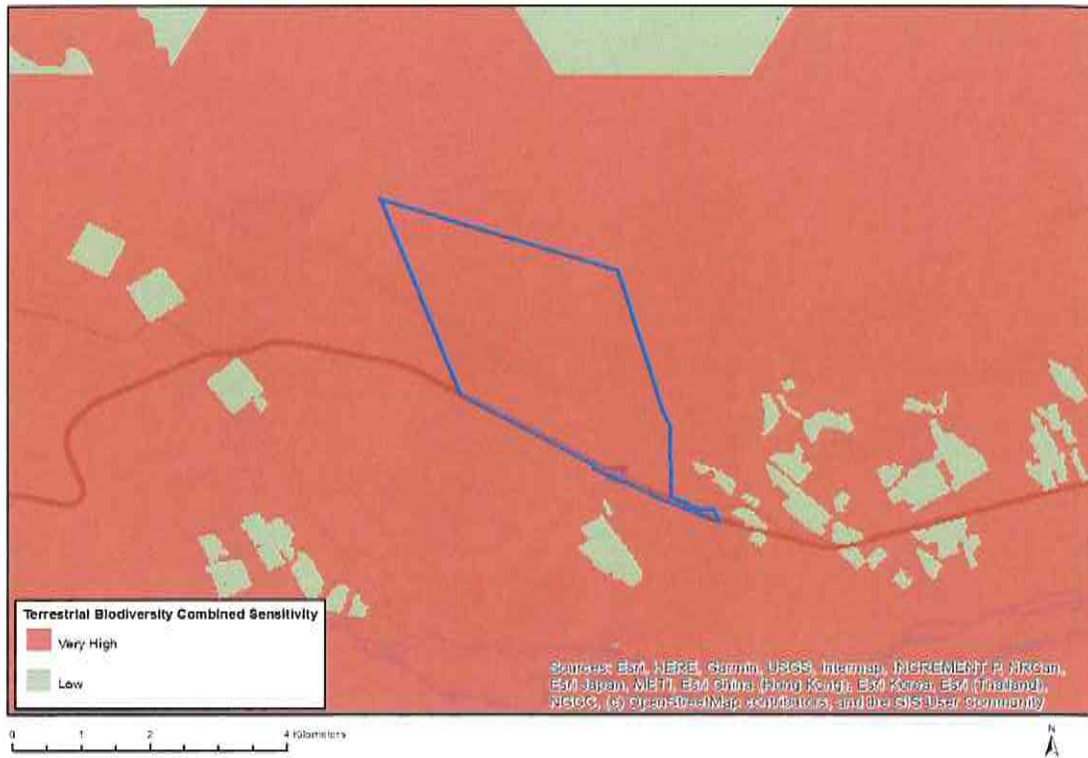 Terrestrial Biodiversity Combined Sensitivity
Very High
Low
Sources: Esri, HERE, Garmin, USGS, Intermap, INCREMENT P, NRCan,
Esri Japan, METI, Esri China (Hong Kong), Esri Korea, Esri (Thailand),
NGCC, (c) OpenStreetMap contributors, and the GIS User Community
0 1 2 4 Kilometers
N